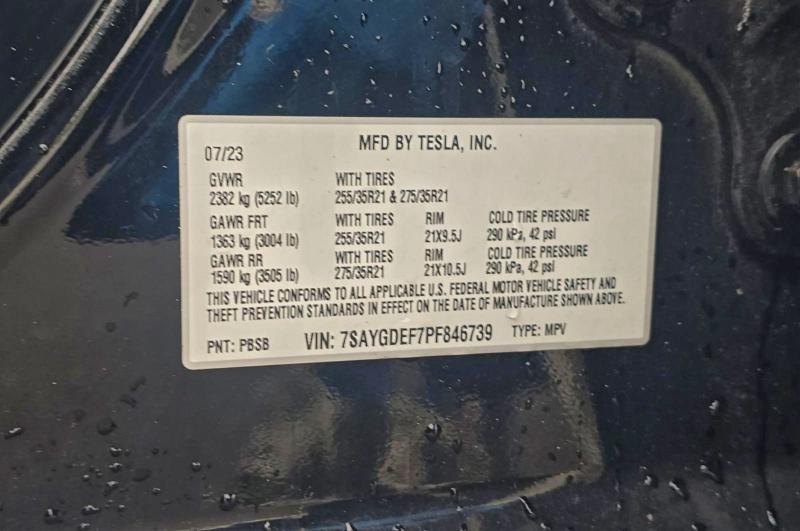 07/23 MFD BY TESLA, INC.
GVWR WITH TIRES
2382 kg (5252 lb) 255/35R21 & 275/35R21
GAWR FRT WITH TIRES RIM COLD TIRE PRESSURE
1363 kg (3004 lb) 255/35R21 21X9.5J 290 kPa, 42 psi
GAWR RR WITH TIRES RIM COLD TIRE PRESSURE
1590 kg (3505 lb) 275/35R21 21X10.5J 290 kPa, 42 psi
THIS VEHICLE CONFORMS TO ALL APPLICABLE U.S. FEDERAL MOTOR VEHICLE SAFETY AND
THEFT PREVENTION STANDARDS IN EFFECT ON THE DATE OF MANUFACTURE SHOWN ABOVE.
PNT: PBSB VIN: 7SAYGDEF7PF846739 TYPE: MPV